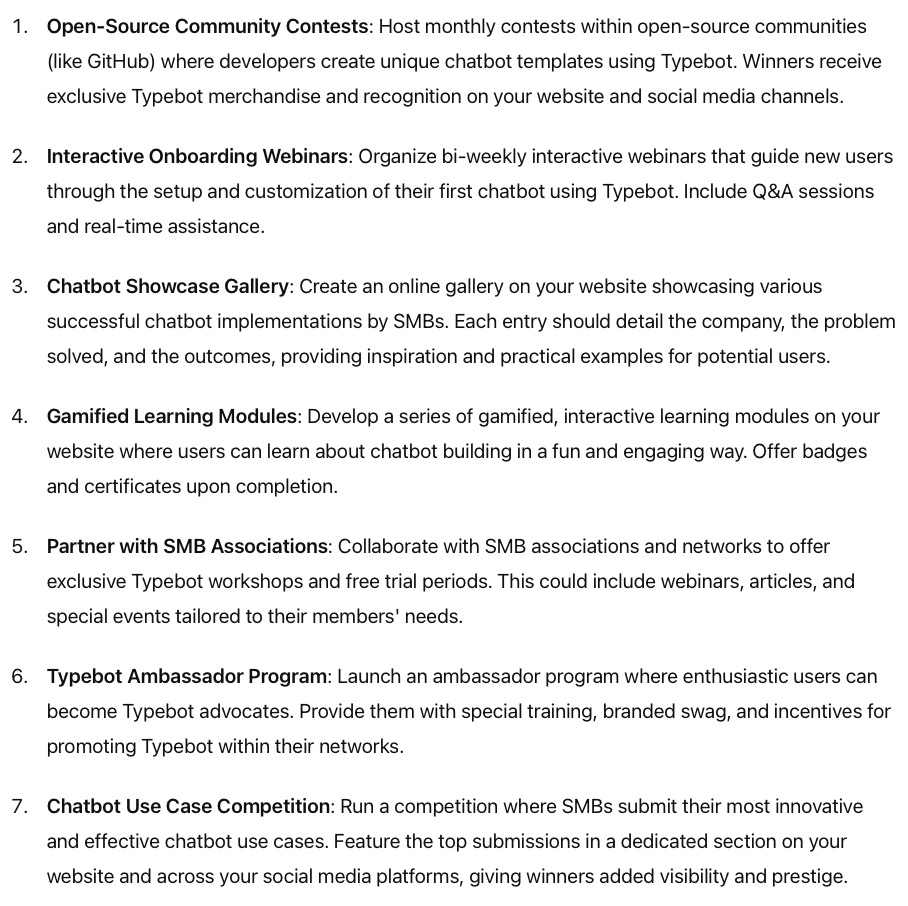 1. Open-Source Community Contests: Host monthly contests within open-source communities
(like GitHub) where developers create unique chatbot templates using Typebot. Winners receive
exclusive Typebot merchandise and recognition on your website and social media channels.
2. Interactive Onboarding Webinars: Organize bi-weekly interactive webinars that guide new users
through the setup and customization of their first chatbot using Typebot. Include Q&A sessions
and real-time assistance.
3. Chatbot Showcase Gallery: Create an online gallery on your website showcasing various
successful chatbot implementations by SMBs. Each entry should detail the company, the problem
solved, and the outcomes, providing inspiration and practical examples for potential users.
4. Gamified Learning Modules: Develop a series of gamified, interactive learning modules on your
website where users can learn about chatbot building in a fun and engaging way. Offer badges
and certificates upon completion.
5. Partner with SMB Associations: Collaborate with SMB associations and networks to offer
exclusive Typebot workshops and free trial periods. This could include webinars, articles, and
special events tailored to their members' needs.
6. Typebot Ambassador Program: Launch an ambassador program where enthusiastic users can
become Typebot advocates. Provide them with special training, branded swag, and incentives for
promoting Typebot within their networks.
7. Chatbot Use Case Competition: Run a competition where SMBs submit their most innovative
and effective chatbot use cases. Feature the top submissions in a dedicated section on your
website and across your social media platforms, giving winners added visibility and prestige.